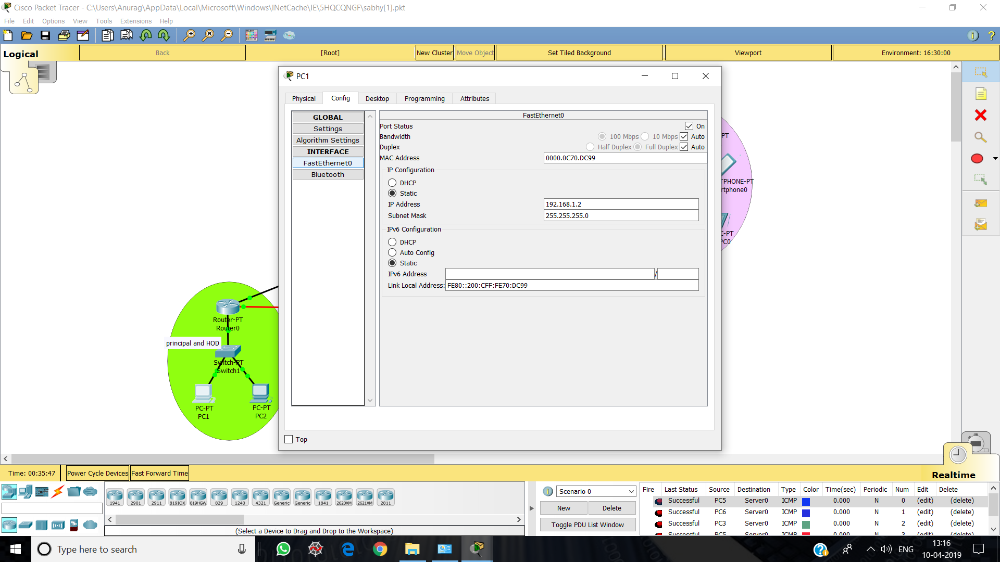 Cisco Packet Tracer - C:\Users\Anurag\AppData\Local\Microsoft\Windows\INetCache\IE\5HQCQNGF\sabhy[1].pkt
File Edit Options View Tools Extensions Help
Logical Back [Root] New Cluster Move Object Set Tiled Background Viewport Environment: 16:30:00
PC1
Physical Config Desktop Programming Attributes
GLOBAL
Settings
Algorithm Settings
INTERFACE
FastEthernet0
Bluetooth
FastEthernet0
Port Status On
Bandwidth 100 Mbps 10 Mbps Auto
Duplex Half Duplex Full Duplex Auto
MAC Address 0000.0C70.DC99
IP Configuration
DHCP
Static
IP Address 192.168.1.2
Subnet Mask 255.255.255.0
IPv6 Configuration
DHCP
Auto Config
Static
IPv6 Address /
Link Local Address: FE80::200:CFF:FE70:DC99
Top
PT
TPHONE-PT
rtphone0
C-PT
PC0
Router-PT
Router0
principal and HOD
Switch-PT
Switch1
PC-PT
PC1
PC-PT
PC2
Time: 00:35:47 Power Cycle Devices Fast Forward Time
Realtime
1941 2901 2911 819IOX 819HGW 829 1240 4321 Generic Generic 1841 2620XM 2621XM 2811
(Select a Device to Drag and Drop to the Workspace)
Scenario 0
New Delete
Toggle PDU List Window
Fire Last Status Source Destination Type Color Time(sec) Periodic Num Edit Delete
Successful PC5 Server0 ICMP 0.000 N 0 (edit) (delete)
Successful PC6 Server0 ICMP 0.000 N 1 (edit) (delete)
Successful PC3 Server0 ICMP 0.000 N 2 (edit) (delete)
Successful PC5 Server0 ICMP 0.000 N 3 (edit) (delete)
Type here to search
ENG
13:16
10-04-2019